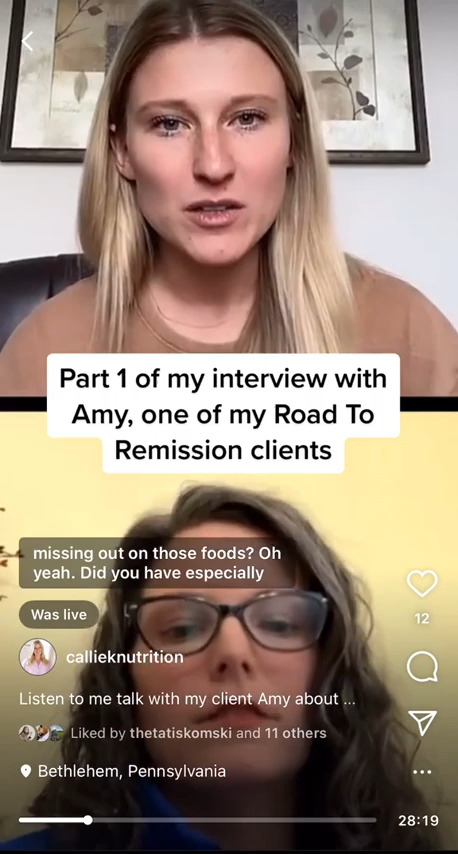 Part 1 of my interview with
Amy, one of my Road To
Remission clients
missing out on those foods? Oh
yeah. Did you have especially
Was live
12
callieknutrition
Listen to me talk with my client Amy about ...
Liked by thetatiskomski and 11 others
Bethlehem, Pennsylvania
28:19